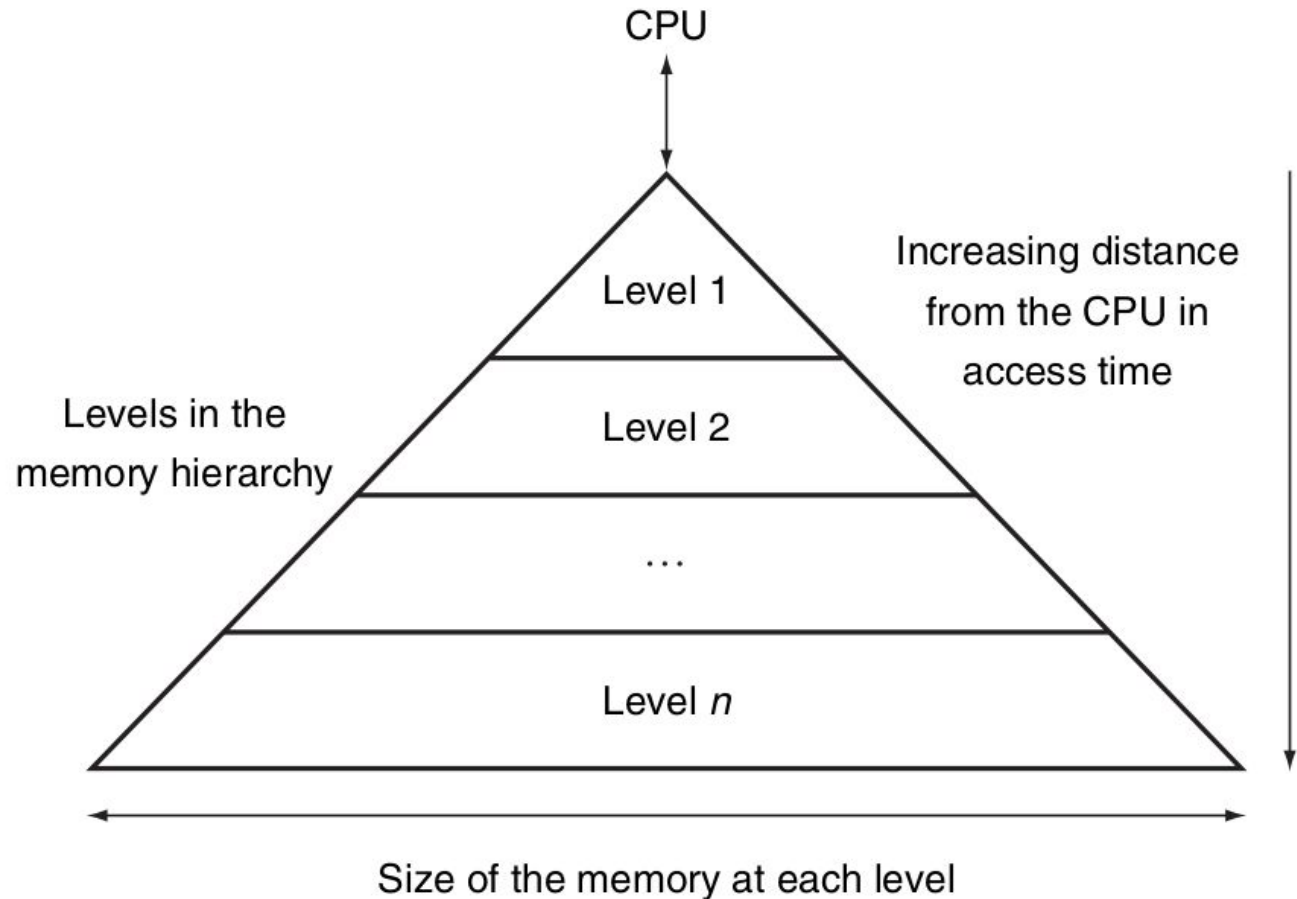 CPU
Level 1
Increasing distance
from the CPU in
access time
Levels in the
memory hierarchy
Level 2
...
Level n
Size of the memory at each level